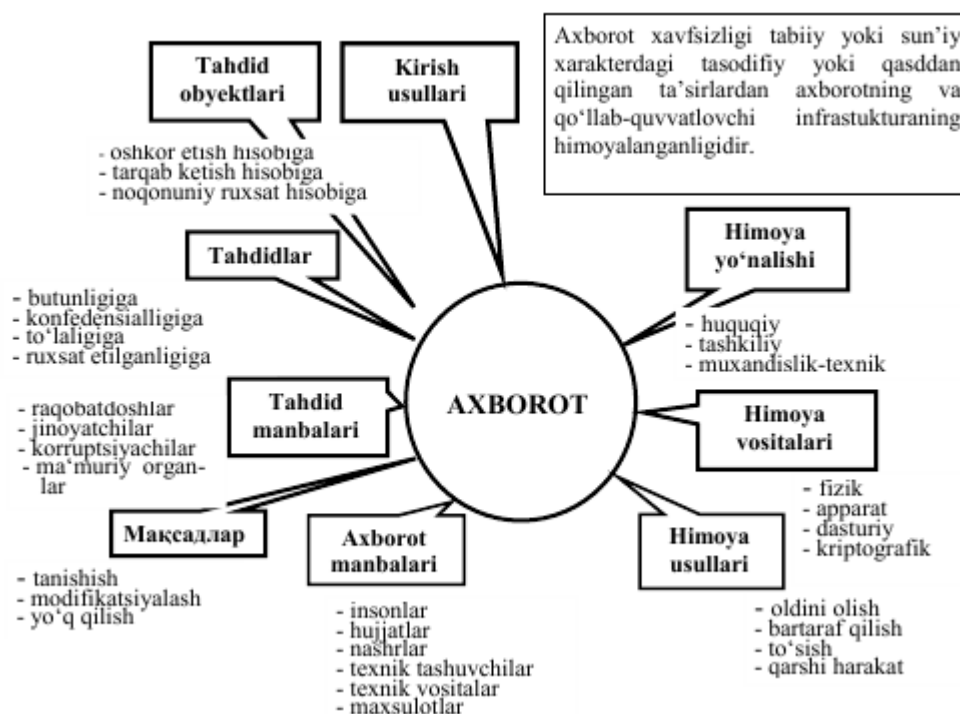 Tahdid
obyektlari
Kirish
usullari
Axborot xavfsizligi tabiiy yoki sun’iy
xarakterdagi tasodifiy yoki qasddan
qilingan ta’sirlardan axborotning va
qo‘llab-quvvatlovchi infrastukturaning
himoyalanganligidir.
- oshkor etish hisobiga
- tarqab ketish hisobiga
- noqonuniy ruxsat hisobiga
Tahdidlar
Himoya
yo‘nalishi
- butunligiga
- konfedensialligiga
- to‘laligiga
- ruxsat etilganligiga
- huquqiy
- tashkiliy
- muxandislik-texnik
Tahdid
manbalari
AXBOROT
Himoya
vositalari
- raqobatdoshlar
- jinoyatchilar
- korruptsiyachilar
- ma‘muriy organ-
lar
- fizik
- apparat
- dasturiy
- kriptografik
Мақсадлар
Axborot
manbalari
Himoya
usullari
- tanishish
- modifikatsiyalash
- yo‘q qilish
- insonlar
- hujjatlar
- nashrlar
- texnik tashuvchilar
- texnik vositalar
- maxsulotlar
- oldini olish
- bartaraf qilish
- to‘sish
- qarshi harakat